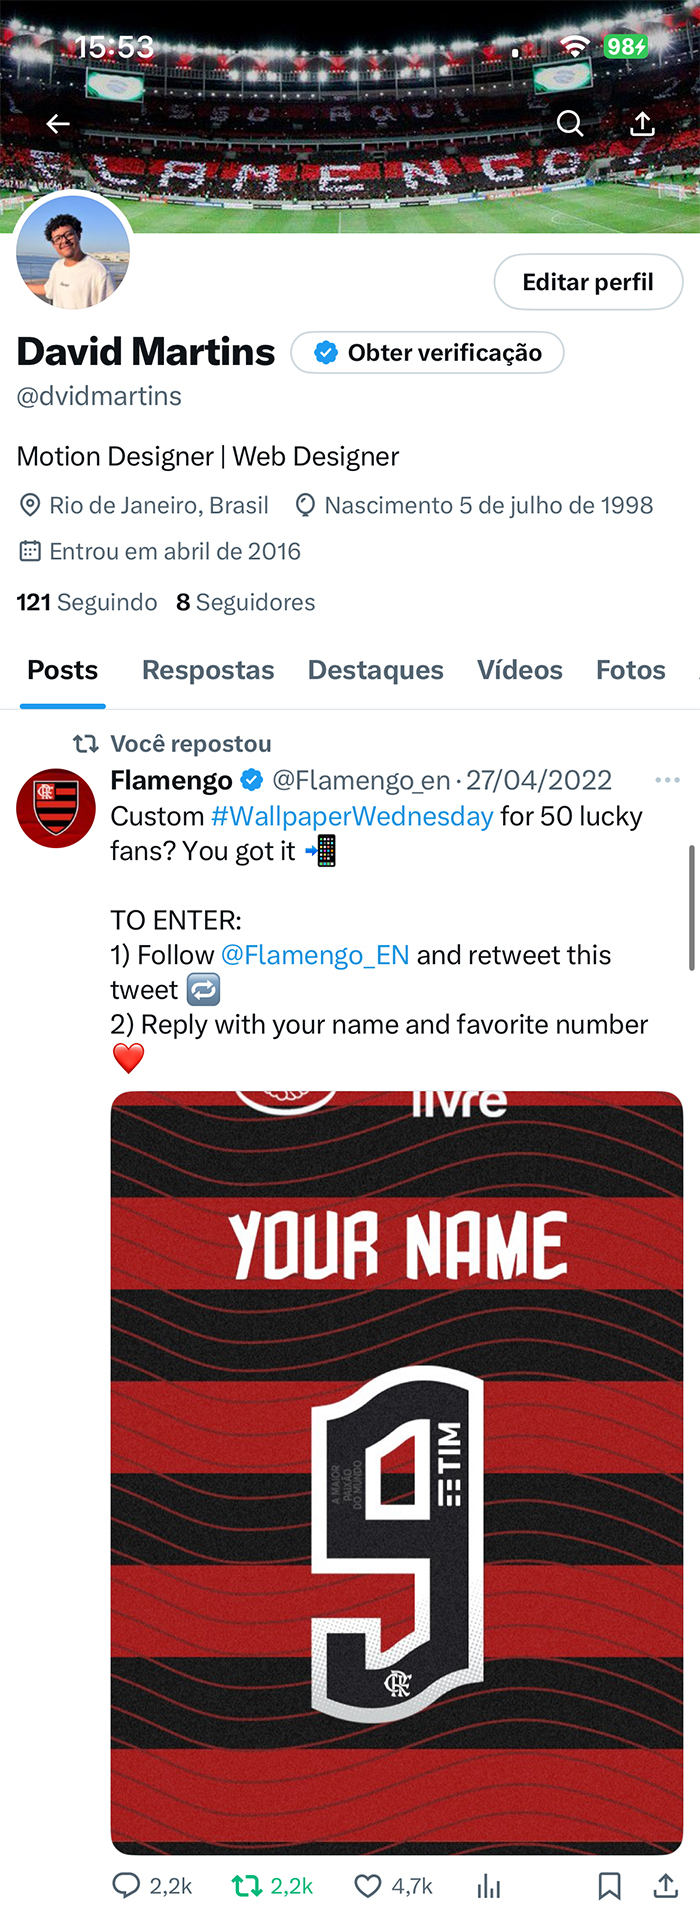 15:53
98
SSO AQUI
FLAMENGO
Editar perfil
David Martins
Obter verificação
@dvidmartins
Motion Designer | Web Designer
Rio de Janeiro, Brasil Nascimento 5 de julho de 1998
Entrou em abril de 2016
121 Seguindo 8 Seguidores
Posts Respostas Destaques Vídeos Fotos
Você repostou
Flamengo @Flamengo_en · 27/04/2022
Custom #WallpaperWednesday for 50 lucky
fans? You got it
TO ENTER:
1) Follow @Flamengo_EN and retweet this
tweet
2) Reply with your name and favorite number
livre
YOUR NAME
9
TIM
A MAIOR
PAIXÃO
DO MUNDO
CRF
2,2k 2,2k 4,7k